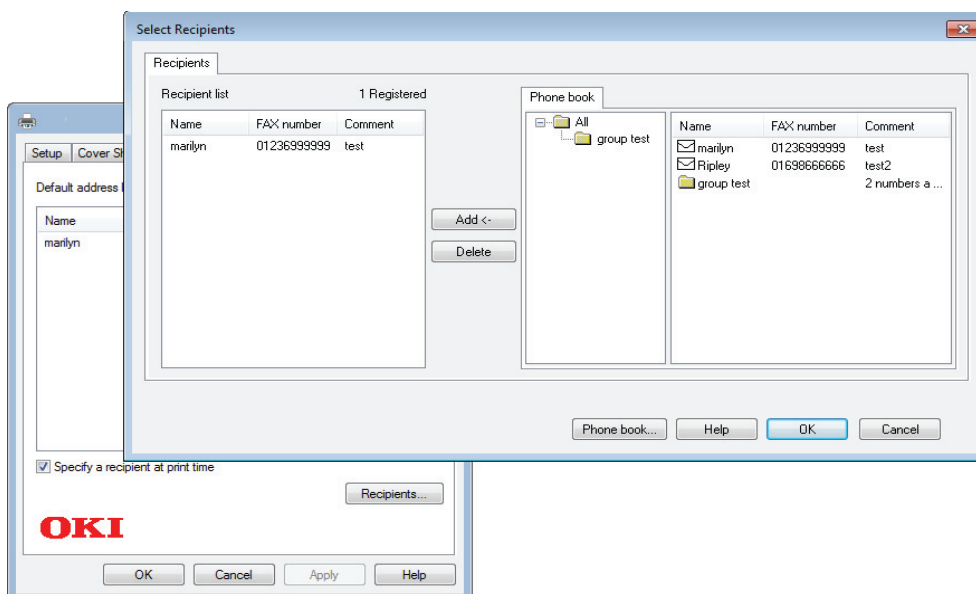 Select Recipients
Recipients
Recipient list 1 Registered
Name FAX number Comment
marilyn 01236999999 test
Add <-
Delete
Phone book
All
group test
Name FAX number Comment
marilyn 01236999999 test
Ripley 01698666666 test2
group test 2 numbers a ...
Phone book... Help OK Cancel
Setup Cover Sh
Default address
Name
marilyn
Specify a recipient at print time
Recipients...
OKI
OK Cancel Apply Help